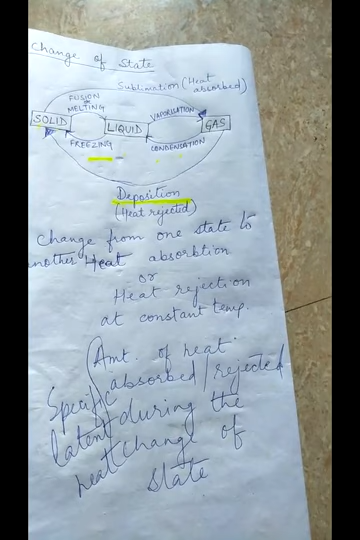 Change of State
Sublimation (Heat absorbed)
FUSION
or
MELTING
VAPORISATION
SOLID
LIQUID
GAS
FREEZING
CONDENSATION
Deposition
(Heat rejected)
Change from one state to
another Heat absorbtion
or
Heat rejection
at constant temp.
Specific latent heat
Amt. of heat
absorbed/rejected
during the
change of
state